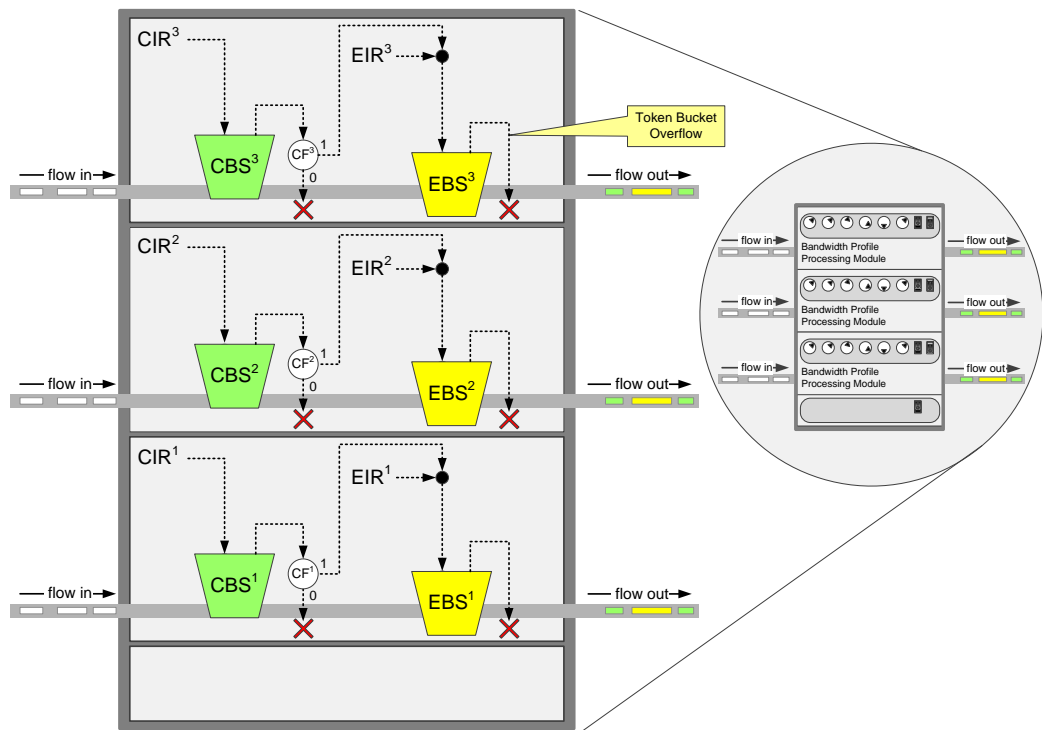 CIR³
EIR³
Token Bucket
Overflow
CBS³
CF³
1
0
EBS³
flow in
flow out
CIR²
EIR²
CBS²
CF²
1
0
EBS²
flow in
flow out
CIR¹
EIR¹
CBS¹
CF¹
1
0
EBS¹
flow in
flow out
flow in
flow out
Bandwidth Profile
Processing Module
flow in
flow out
Bandwidth Profile
Processing Module
flow in
flow out
Bandwidth Profile
Processing Module